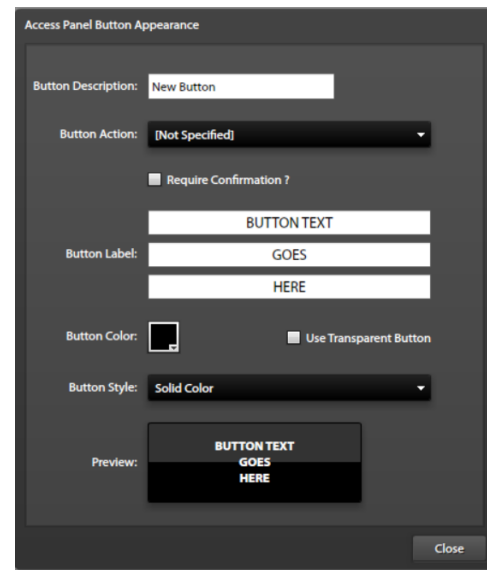 Access Panel Button Appearance
Button Description: New Button
Button Action: [Not Specified]
Require Confirmation ?
BUTTON TEXT
Button Label: GOES
HERE
Button Color: Use Transparent Button
Button Style: Solid Color
BUTTON TEXT
Preview: GOES
HERE
Close